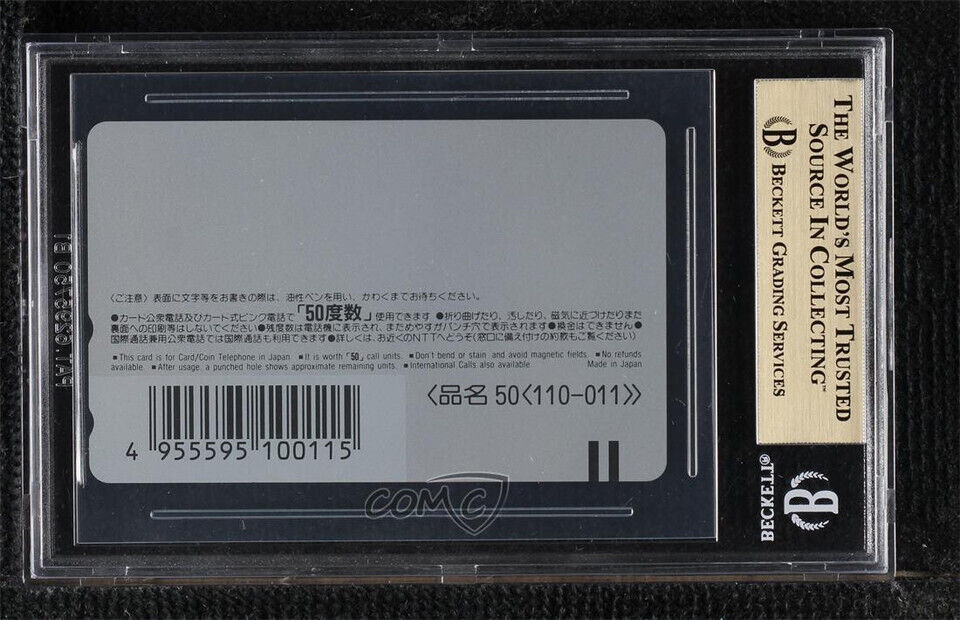 〈ご注意〉表面に文字等をお書きの際は、油性ペンを用い、かわくまでお待ちください。
●カード公衆電話及びカード式ピンク電話で「50度数」使用できます ●折り曲げたり、汚したり、磁気に近づけたりまた
裏面への印刷等はしないでください ●残度数は電話機に表示され、まためやすがパンチ穴で表示されます ●換金はできません ●
国際通話兼用公衆電話では国際通話も利用できます ●詳しくは、お近くのNTTへどうぞ(窓口に備え付けの約款もご覧ください)
■ This card is for Card/Coin Telephone in Japan ■ It is worth「50」call units. ■ Don't bend or stain and avoid magnetic fields. ■ No refunds
available. ■ After usage, a punched hole shows approximate remaining units. ■ International Calls also available Made in Japan
4 955595 100115
〈品名 50〈110-011〉〉
COMC
THE WORLD'S MOST TRUSTED
SOURCE IN COLLECTING™
B BECKETT GRADING SERVICES
BECKETT®
B
PAT.